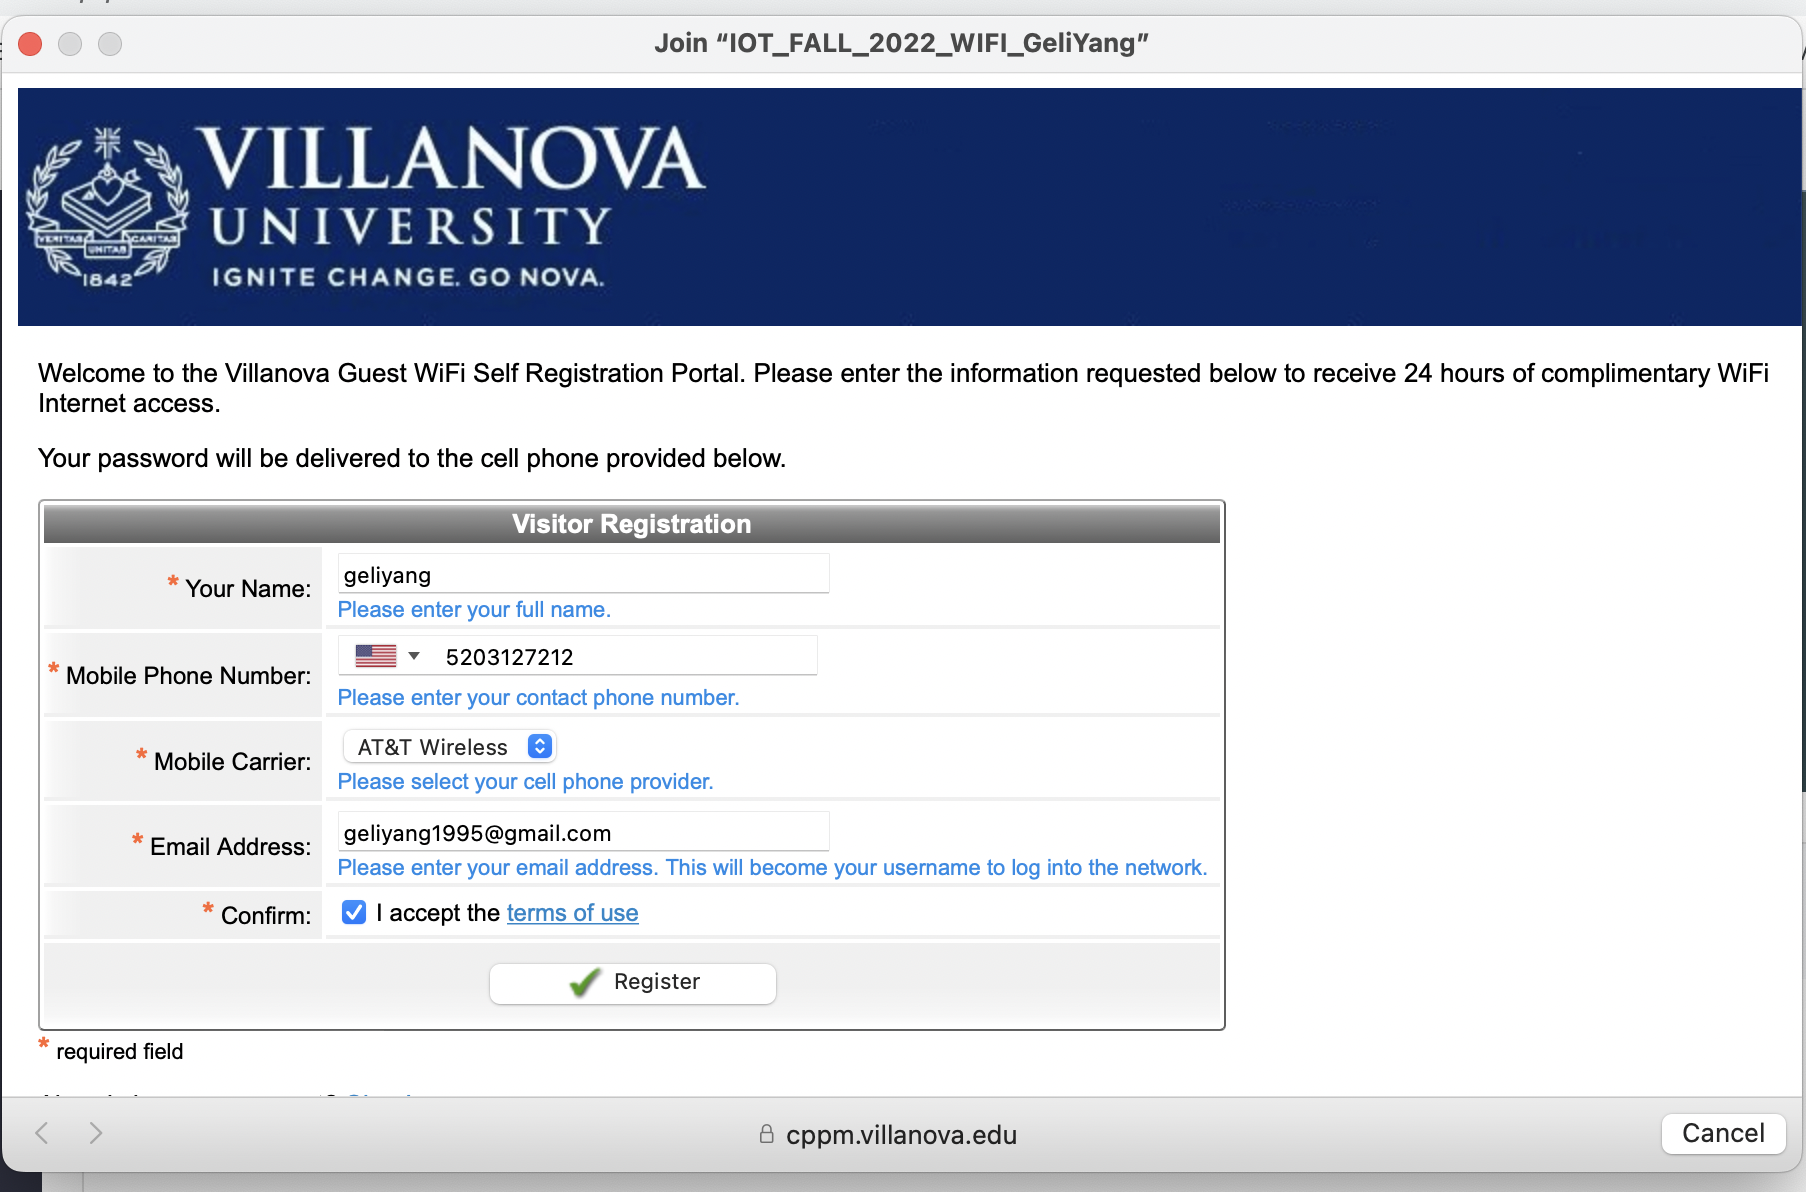 Join “IOT_FALL_2022_WIFI_GeliYang”
VILLANOVA
UNIVERSITY
IGNITE CHANGE. GO NOVA.
VERITAS UNITAS CARITAS
1842
Welcome to the Villanova Guest WiFi Self Registration Portal. Please enter the information requested below to receive 24 hours of complimentary WiFi
Internet access.
Your password will be delivered to the cell phone provided below.
Visitor Registration
* Your Name: geliyang
Please enter your full name.
* Mobile Phone Number: 5203127212
Please enter your contact phone number.
* Mobile Carrier: AT&T Wireless
Please select your cell phone provider.
* Email Address: geliyang1995@gmail.com
Please enter your email address. This will become your username to log into the network.
* Confirm: I accept the terms of use
Register
* required field
cppm.villanova.edu
Cancel